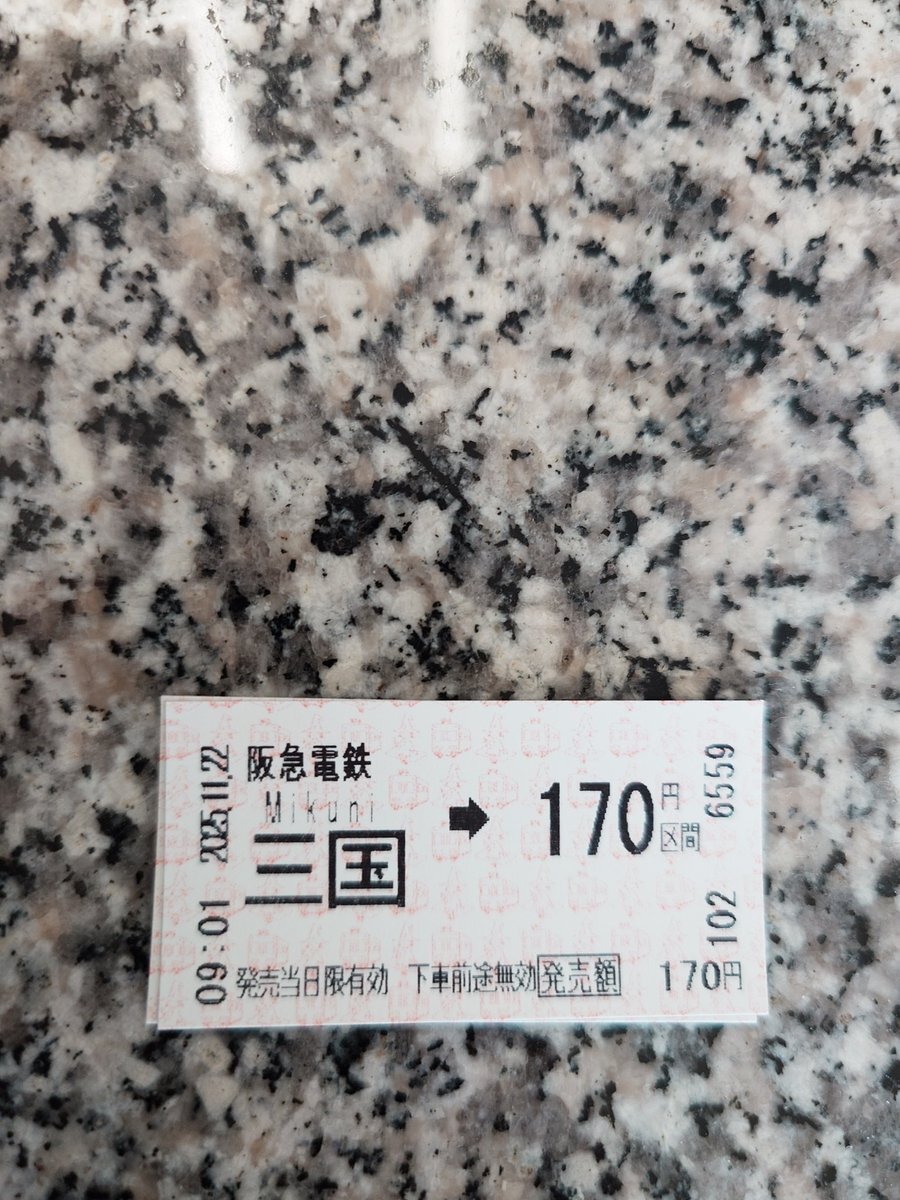 阪急電鉄
Mikuni
三国 ➡ 170円区間
発売当日限有効 下車前途無効 発売額 170円
09:01 2025,11,22
102 6559